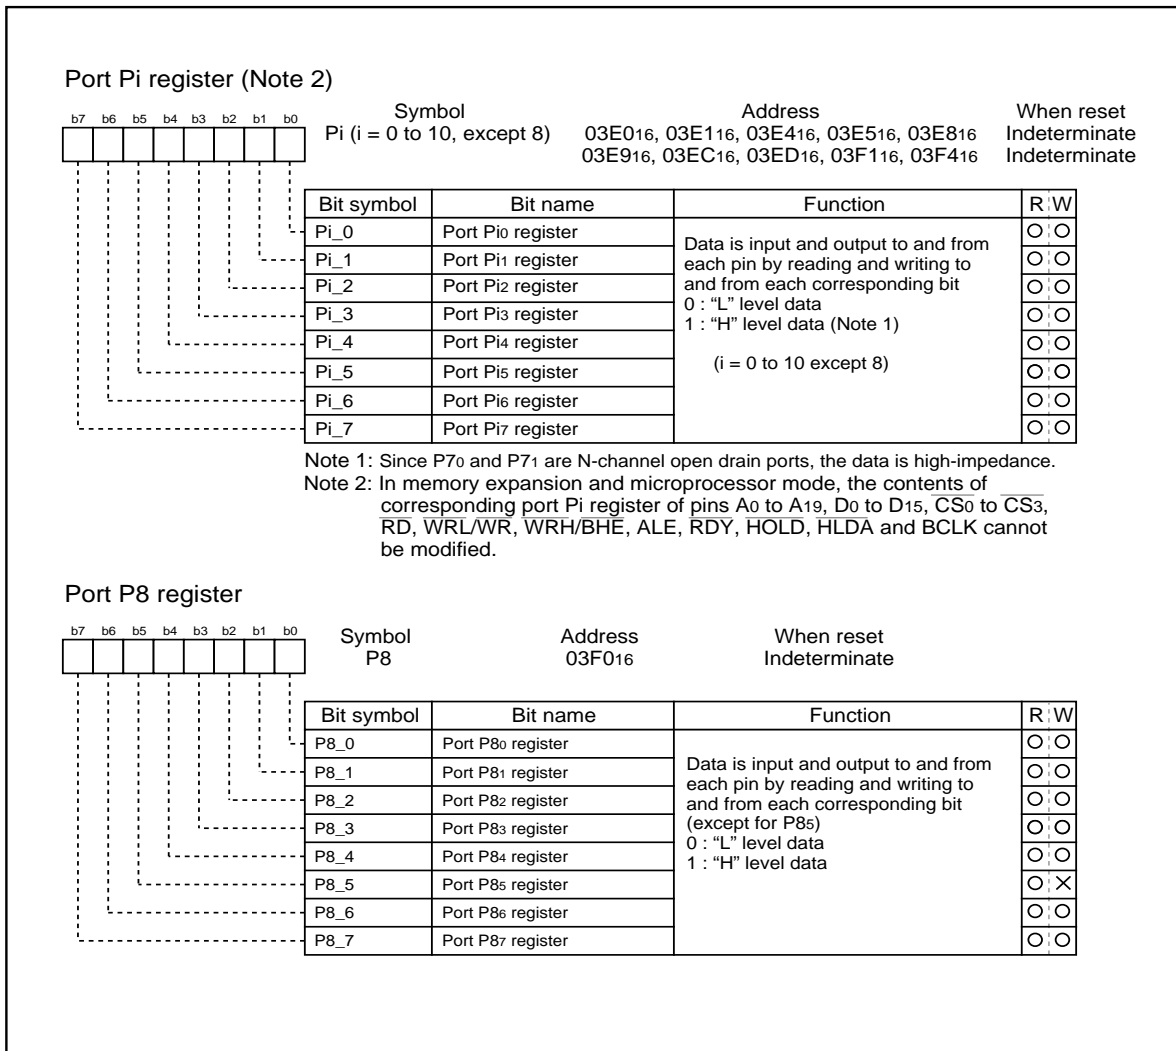 Port Pi register (Note 2)
b7 b6 b5 b4 b3 b2 b1 b0
Symbol Address When reset
Pi (i = 0 to 10, except 8) 03E016, 03E116, 03E416, 03E516, 03E816 Indeterminate
03E916, 03EC16, 03ED16, 03F116, 03F416 Indeterminate
Bit symbol Bit name Function R W
Pi_0 Port Pi0 register
Pi_1 Port Pi1 register
Pi_2 Port Pi2 register
Pi_3 Port Pi3 register
Pi_4 Port Pi4 register
Pi_5 Port Pi5 register
Pi_6 Port Pi6 register
Pi_7 Port Pi7 register
Data is input and output to and from
each pin by reading and writing to
and from each corresponding bit
0 : “L” level data
1 : “H” level data (Note 1)
(i = 0 to 10 except 8)
Note 1: Since P70 and P71 are N-channel open drain ports, the data is high-impedance.
Note 2: In memory expansion and microprocessor mode, the contents of
corresponding port Pi register of pins A0 to A19, D0 to D15, CS0 to CS3,
RD, WRL/WR, WRH/BHE, ALE, RDY, HOLD, HLDA and BCLK cannot
be modified.
Port P8 register
b7 b6 b5 b4 b3 b2 b1 b0
Symbol Address When reset
P8 03F016 Indeterminate
Bit symbol Bit name Function R W
P8_0 Port P80 register
P8_1 Port P81 register
P8_2 Port P82 register
P8_3 Port P83 register
P8_4 Port P84 register
P8_5 Port P85 register
P8_6 Port P86 register
P8_7 Port P87 register
Data is input and output to and from
each pin by reading and writing to
and from each corresponding bit
(except for P85)
0 : “L” level data
1 : “H” level data